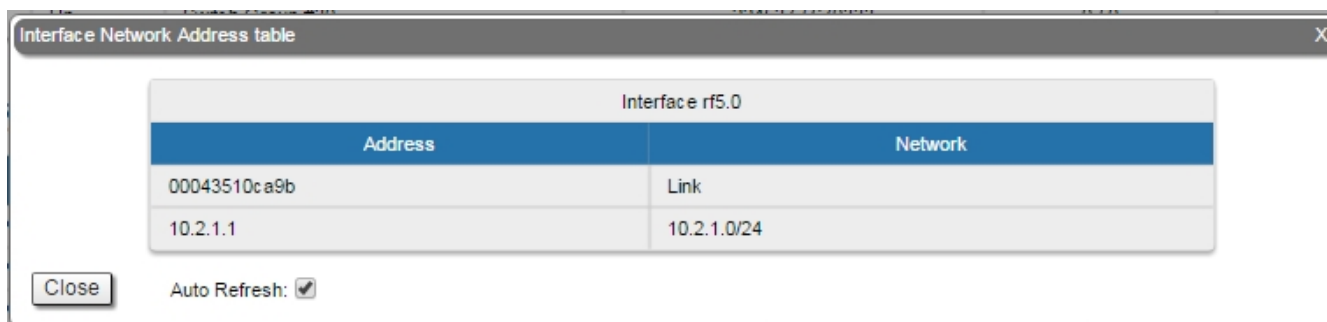 Interface Network Address table X
Interface rf5.0
Address Network
00043510ca9b Link
10.2.1.1 10.2.1.0/24
Close Auto Refresh: